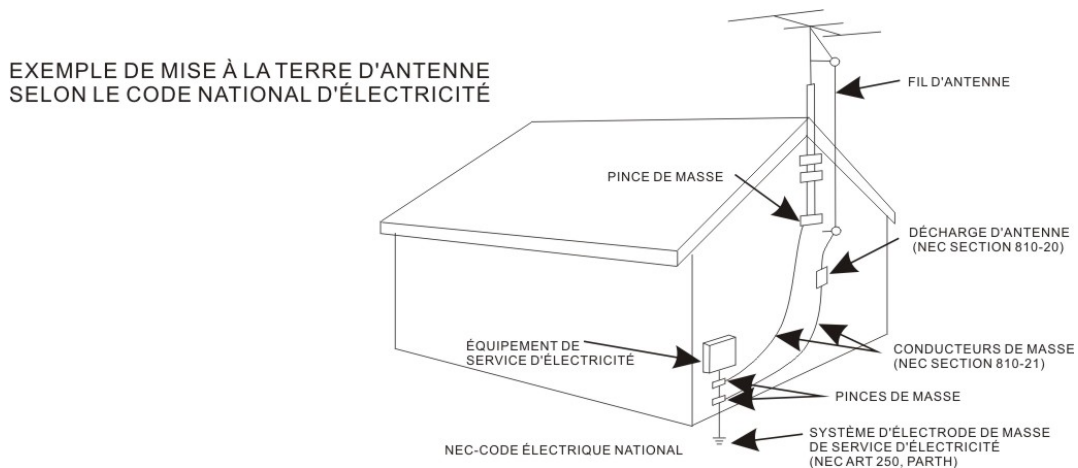 EXEMPLE DE MISE À LA TERRE D'ANTENNE
SELON LE CODE NATIONAL D'ÉLECTRICITÉ
FIL D'ANTENNE
PINCE DE MASSE
DÉCHARGE D'ANTENNE
(NEC SECTION 810-20)
ÉQUIPEMENT DE
SERVICE D'ÉLECTRICITÉ
CONDUCTEURS DE MASSE
(NEC SECTION 810-21)
PINCES DE MASSE
NEC-CODE ÉLECTRIQUE NATIONAL
SYSTÈME D'ÉLECTRODE DE MASSE
DE SERVICE D'ÉLECTRICITÉ
(NEC ART 250, PARTH)